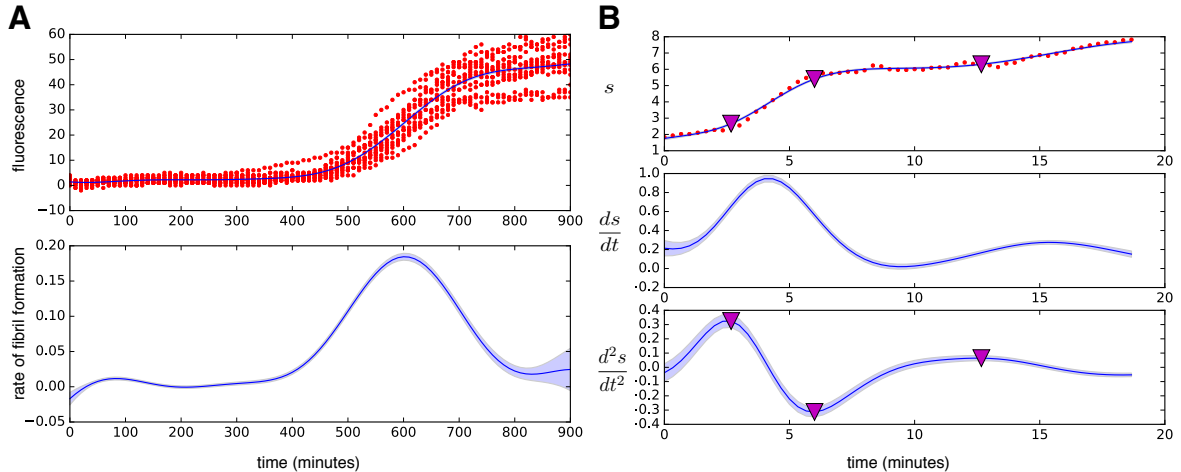 A
fluorescence
60
50
40
30
20
10
0
−10
0 100 200 300 400 500 600 700 800 900
rate of fibril formation
0.20
0.15
0.10
0.05
0.00
−0.05
0 100 200 300 400 500 600 700 800 900
time (minutes)
B
s
8
7
6
5
4
3
2
1
0 5 10 15 20
ds
dt
1.0
0.8
0.6
0.4
0.2
0.0
-0.2
0 5 10 15 20
d²s
dt²
0.4
0.3
0.2
0.1
0.0
-0.1
-0.2
-0.3
-0.4
0 5 10 15 20
time (minutes)